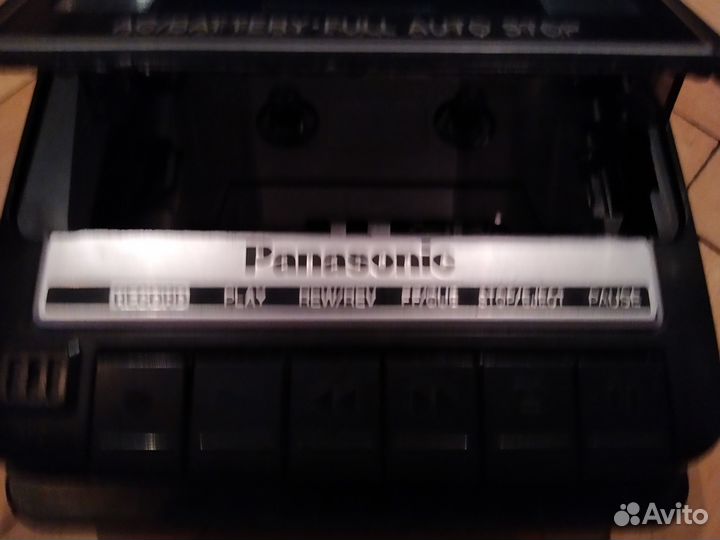 AC/BATTERY·FULL AUTO STOP
Panasonic
RECORD PLAY REW/REV FF/CUE STOP/EJECT PAUSE
Avito